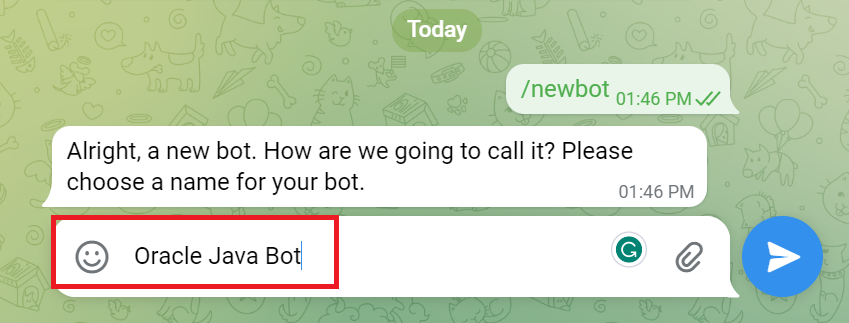 Today
/newbot 01:46 PM
Alright, a new bot. How are we going to call it? Please
choose a name for your bot.
01:46 PM
Oracle Java Bot